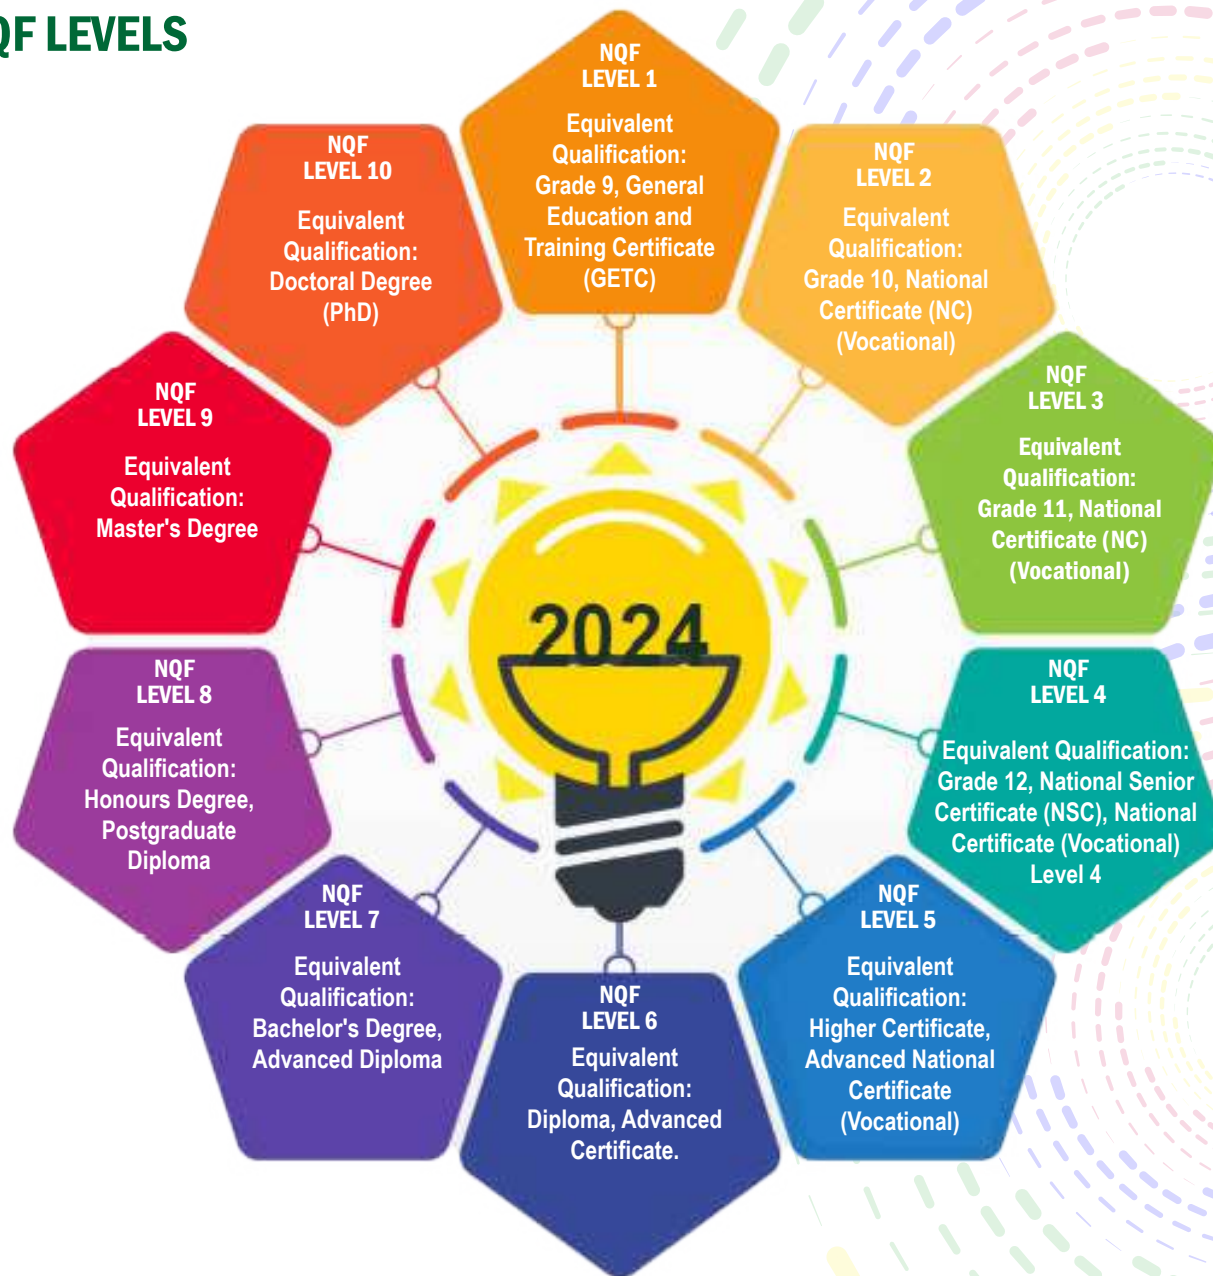 QF LEVELS
NQF
LEVEL 1
Equivalent
Qualification:
Grade 9, General
Education and
Training Certificate
(GETC)
NQF
LEVEL 2
Equivalent
Qualification:
Grade 10, National
Certificate (NC)
(Vocational)
NQF
LEVEL 3
Equivalent
Qualification:
Grade 11, National
Certificate (NC)
(Vocational)
NQF
LEVEL 4
Equivalent Qualification:
Grade 12, National Senior
Certificate (NSC), National
Certificate (Vocational)
Level 4
NQF
LEVEL 5
Equivalent
Qualification:
Higher Certificate,
Advanced National
Certificate
(Vocational)
NQF
LEVEL 6
Equivalent
Qualification:
Diploma, Advanced
Certificate.
NQF
LEVEL 7
Equivalent
Qualification:
Bachelor's Degree,
Advanced Diploma
NQF
LEVEL 8
Equivalent
Qualification:
Honours Degree,
Postgraduate
Diploma
NQF
LEVEL 9
Equivalent
Qualification:
Master's Degree
NQF
LEVEL 10
Equivalent
Qualification:
Doctoral Degree
(PhD)
2024